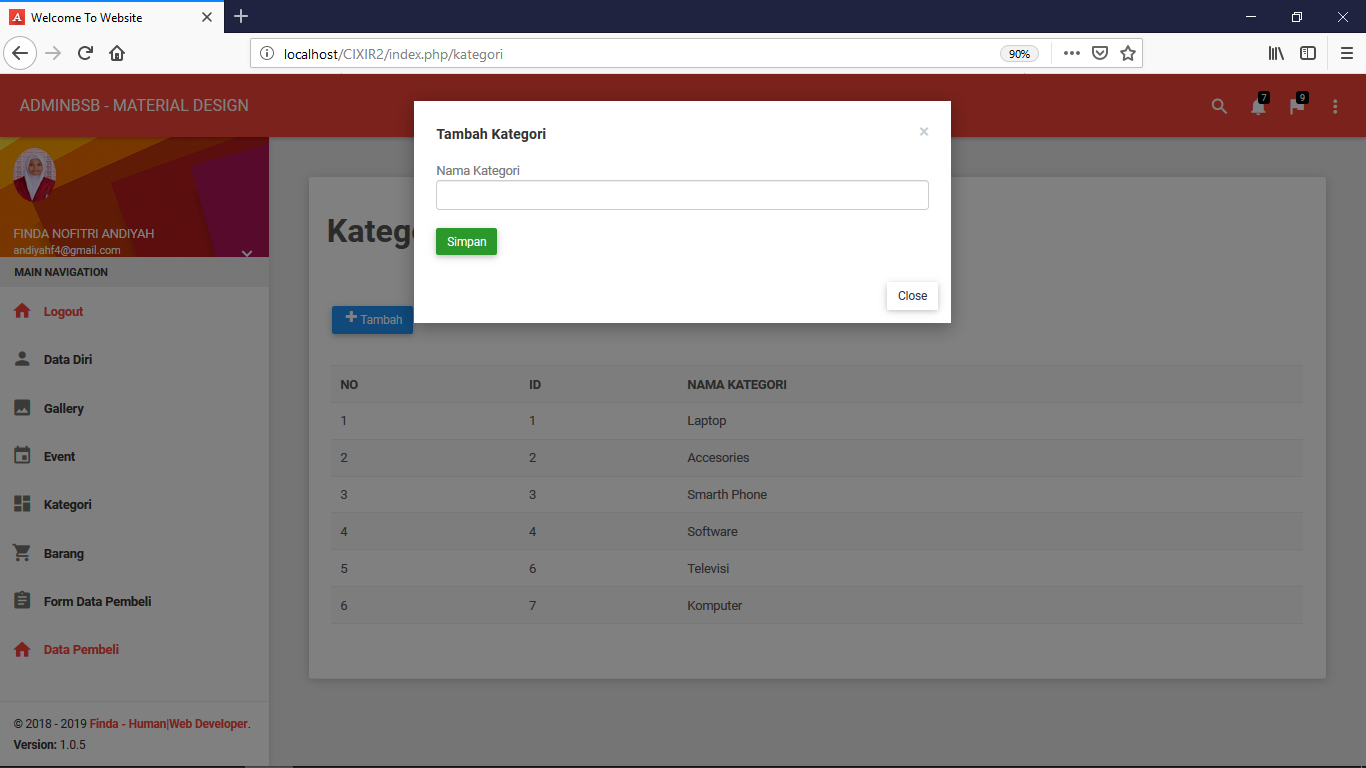 Welcome To Website
localhost/CIXIR2/index.php/kategori
90%
ADMINBSB - MATERIAL DESIGN
7
9
FINDA NOFITRI ANDIYAH
andiyahf4@gmail.com
MAIN NAVIGATION
Logout
Data Diri
Gallery
Event
Kategori
Barang
Form Data Pembeli
Data Pembeli
© 2018 - 2019 Finda - Human|Web Developer.
Version: 1.0.5
Tambah Kategori ×
Nama Kategori
Simpan
Close
Katego
Tambah
NO ID NAMA KATEGORI
1 1 Laptop
2 2 Accesories
3 3 Smarth Phone
4 4 Software
5 6 Televisi
6 7 Komputer